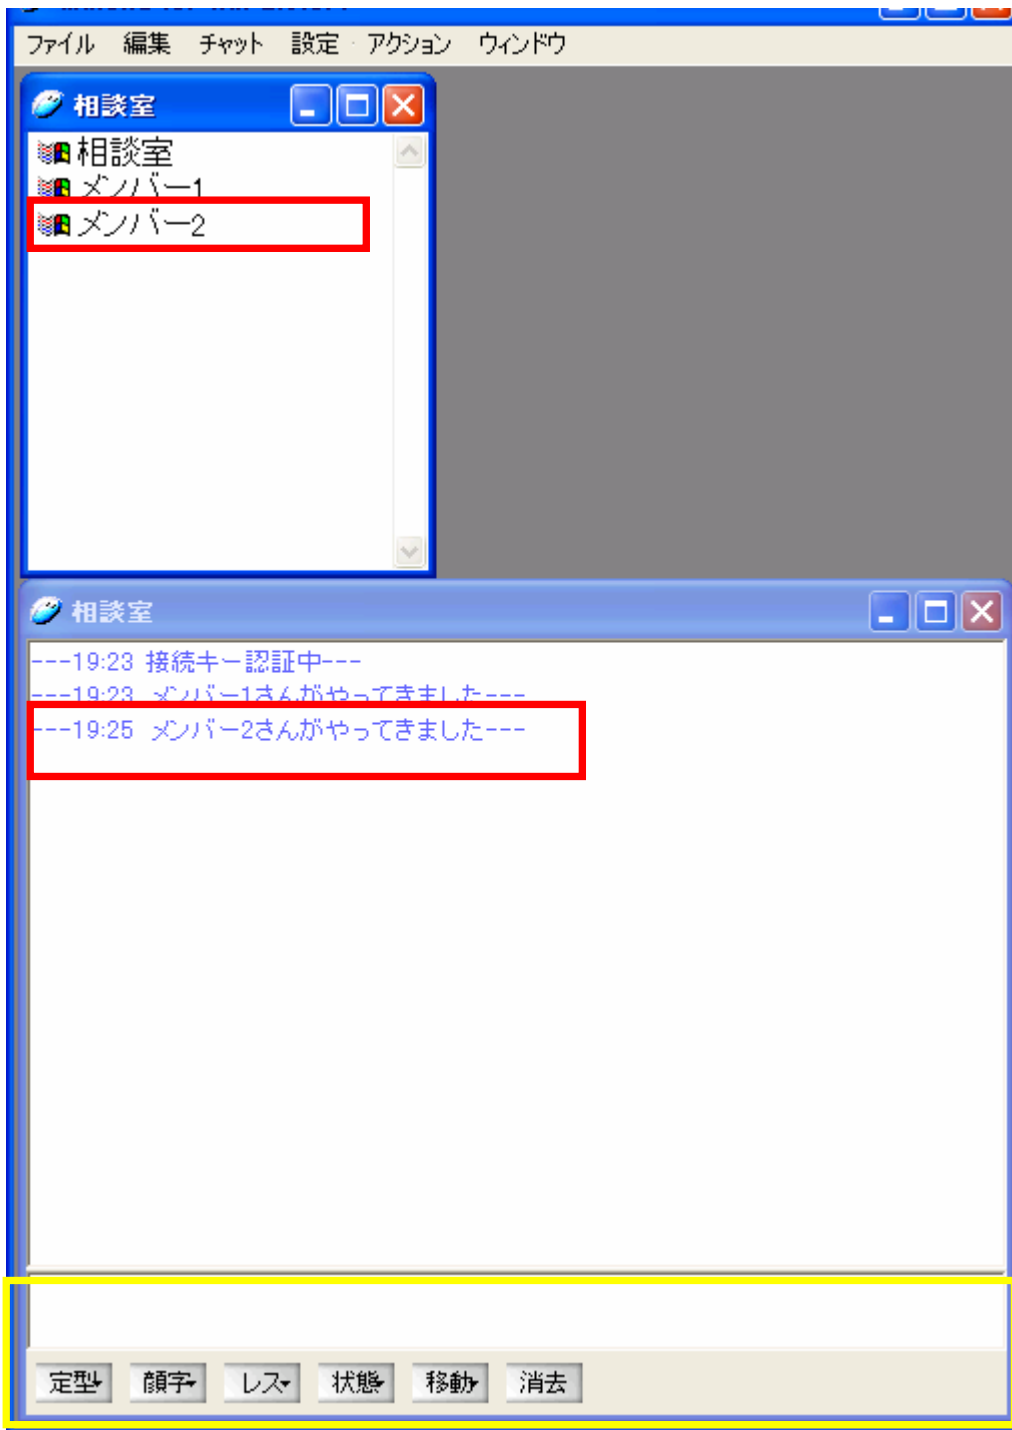 ファイル 編集 チャット 設定 アクション ウィンドウ
相談室
相談室
メンバー1
メンバー2
相談室
---19:23 接続キー認証中---
---19:23 メンバー1さんがやってきました---
---19:25 メンバー2さんがやってきました---
定型 顔字 レス 状態 移動 消去